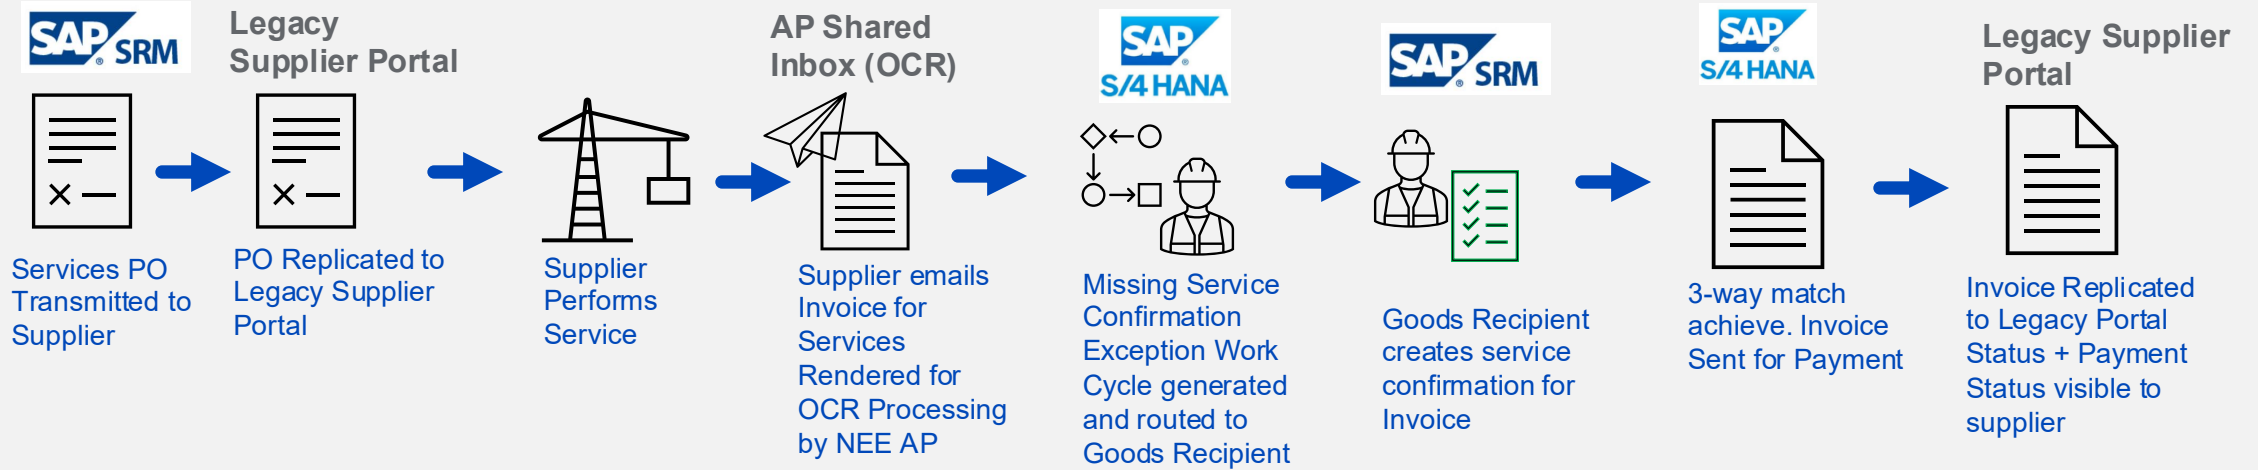 SAP SRM
Legacy
Supplier Portal
AP Shared
Inbox (OCR)
SAP
S/4 HANA
SAP SRM
SAP
S/4 HANA
Legacy Supplier
Portal
Services PO
Transmitted to
Supplier
PO Replicated to
Legacy Supplier
Portal
Supplier
Performs
Service
Supplier emails
Invoice for
Services
Rendered for
OCR Processing
by NEE AP
Missing Service
Confirmation
Exception Work
Cycle generated
and routed to
Goods Recipient
Goods Recipient
creates service
confirmation for
Invoice
3-way match
achieve. Invoice
Sent for Payment
Invoice Replicated
to Legacy Portal
Status + Payment
Status visible to
supplier